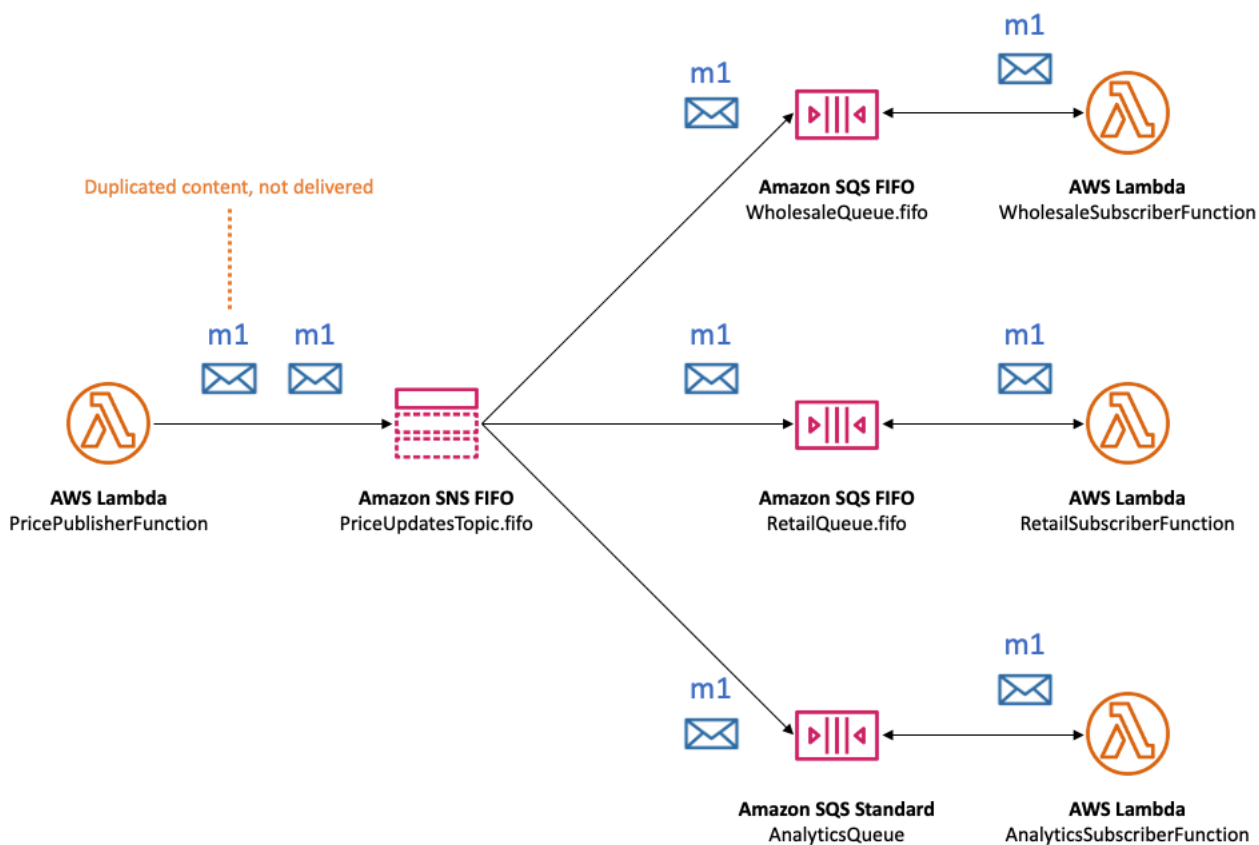 m1
m1
Amazon SQS FIFO
WholesaleQueue.fifo
AWS Lambda
WholesaleSubscriberFunction
Duplicated content, not delivered
m1
m1
m1
m1
AWS Lambda
PricePublisherFunction
Amazon SNS FIFO
PriceUpdatesTopic.fifo
Amazon SQS FIFO
RetailQueue.fifo
AWS Lambda
RetailSubscriberFunction
m1
m1
Amazon SQS Standard
AnalyticsQueue
AWS Lambda
AnalyticsSubscriberFunction